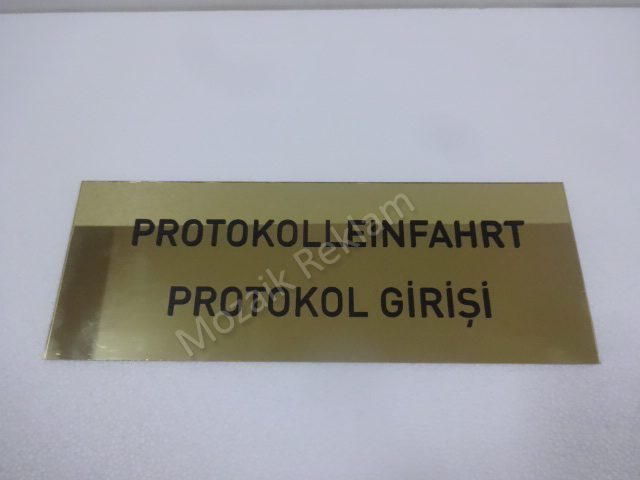 PROTOKOLLEINFAHRT
PROTOKOL GİRİŞİ
Mozaik Reklam